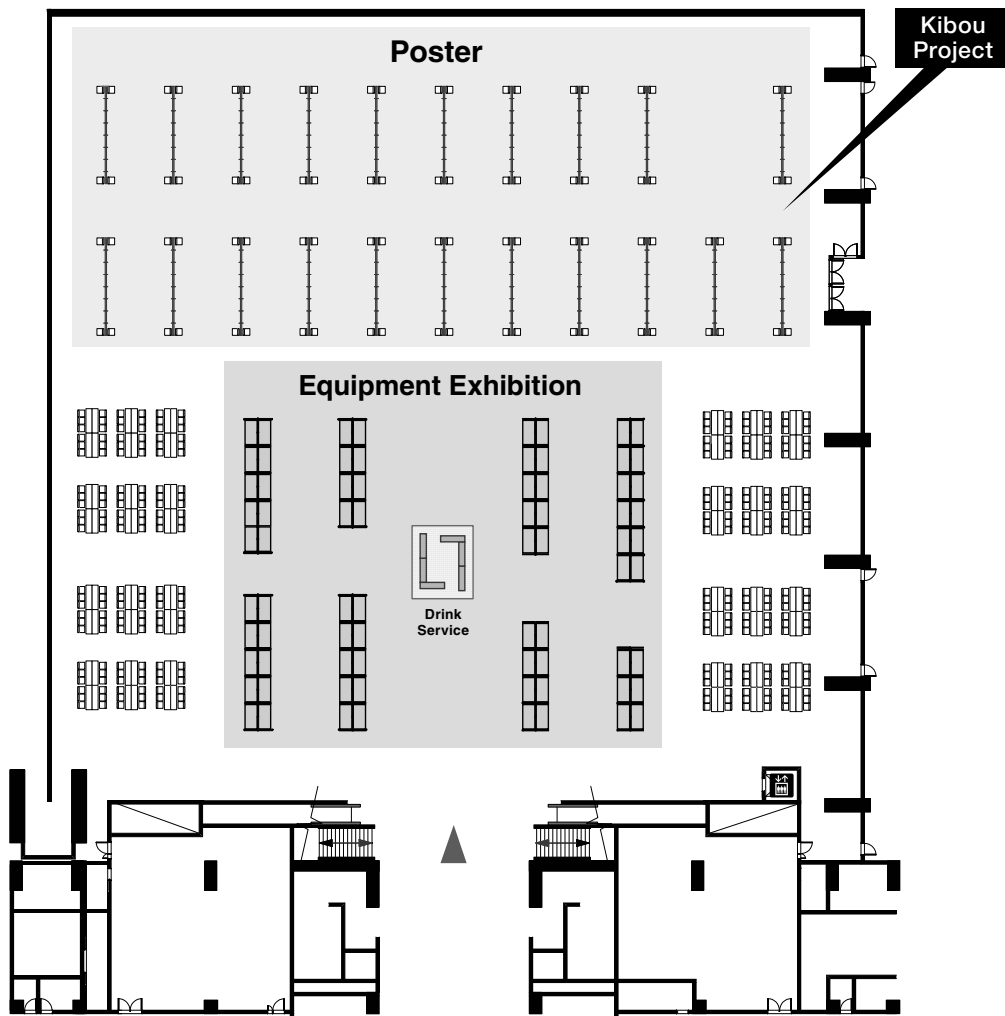 Poster
Kibou
Project
Equipment Exhibition
Drink
Service